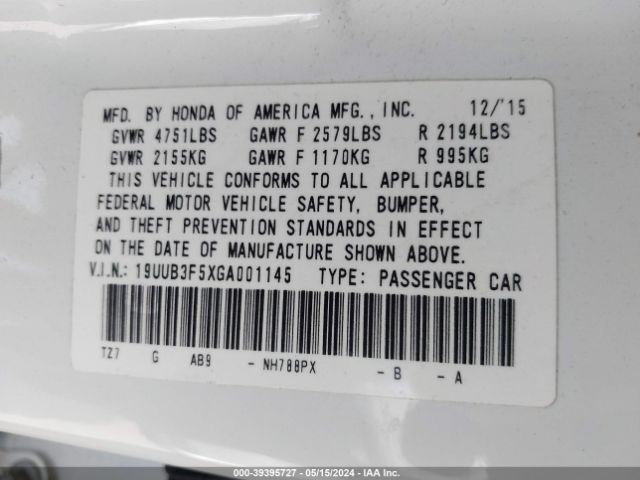 MFD. BY HONDA OF AMERICA MFG., INC. 12/'15
GVWR 4751LBS GAWR F 2579LBS R 2194LBS
GVWR 2155KG GAWR F 1170KG R 995KG
THIS VEHICLE CONFORMS TO ALL APPLICABLE
FEDERAL MOTOR VEHICLE SAFETY, BUMPER,
AND THEFT PREVENTION STANDARDS IN EFFECT
ON THE DATE OF MANUFACTURE SHOWN ABOVE.
V.I.N.: 19UUB3F5XGA001145 TYPE: PASSENGER CAR
TZ7 G AB9 - NH788PX - B - A
000-39395727 - 05/15/2024 - IAA Inc.